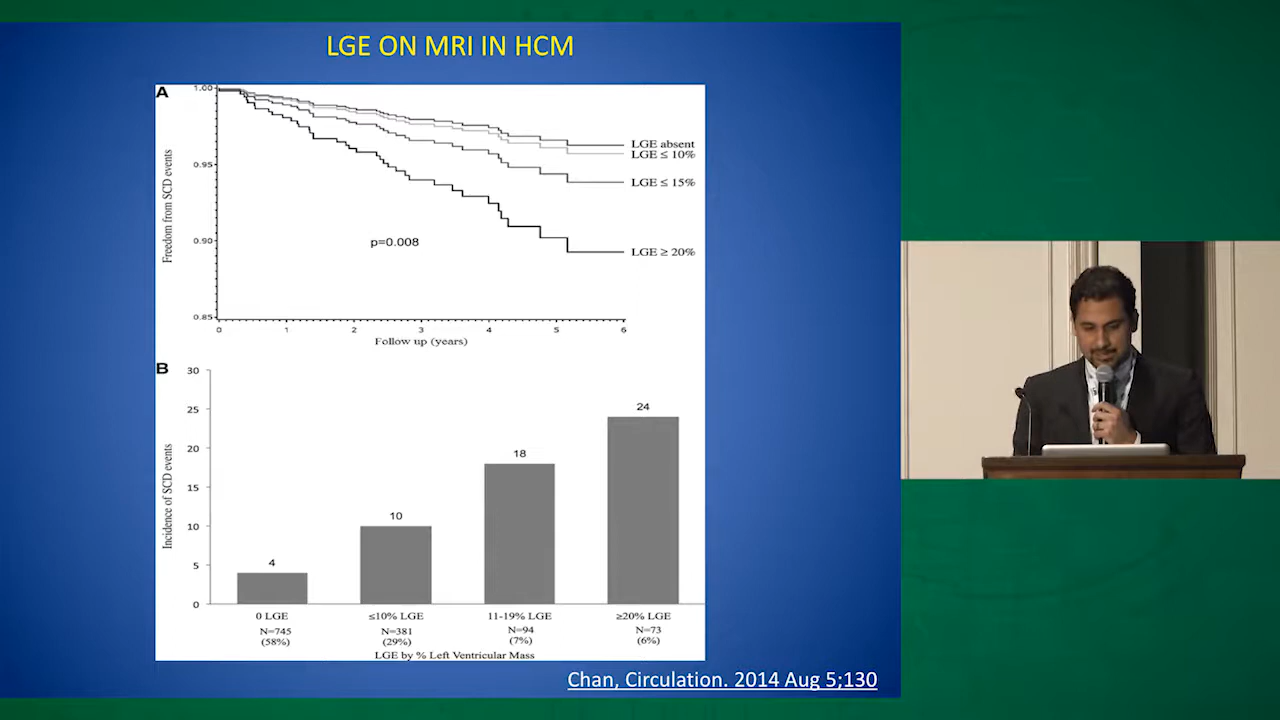 LGE ON MRI IN HCM
A
1.00
0.95
0.90
0.85
Freedom from SCD events
LGE absent
LGE ≤ 10%
LGE ≤ 15%
LGE ≥ 20%
p=0.008
0 1 2 3 4 5 6
Follow up (years)
B
30
25
20
15
10
5
0
Incidence of SCD events
4
10
18
24
0 LGE ≤10% LGE 11-19% LGE ≥20% LGE
N=745 N=381 N=94 N=73
(58%) (29%) (7%) (6%)
LGE by % Left Ventricular Mass
Chan, Circulation. 2014 Aug 5;130